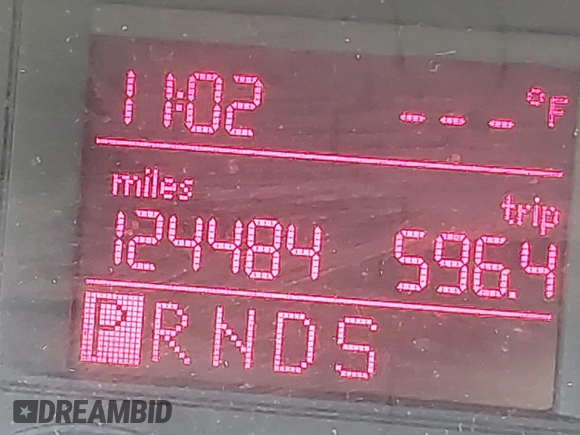 11:02 ---°F
miles
trip
124484 596.4
PRNDS
DREAMBID